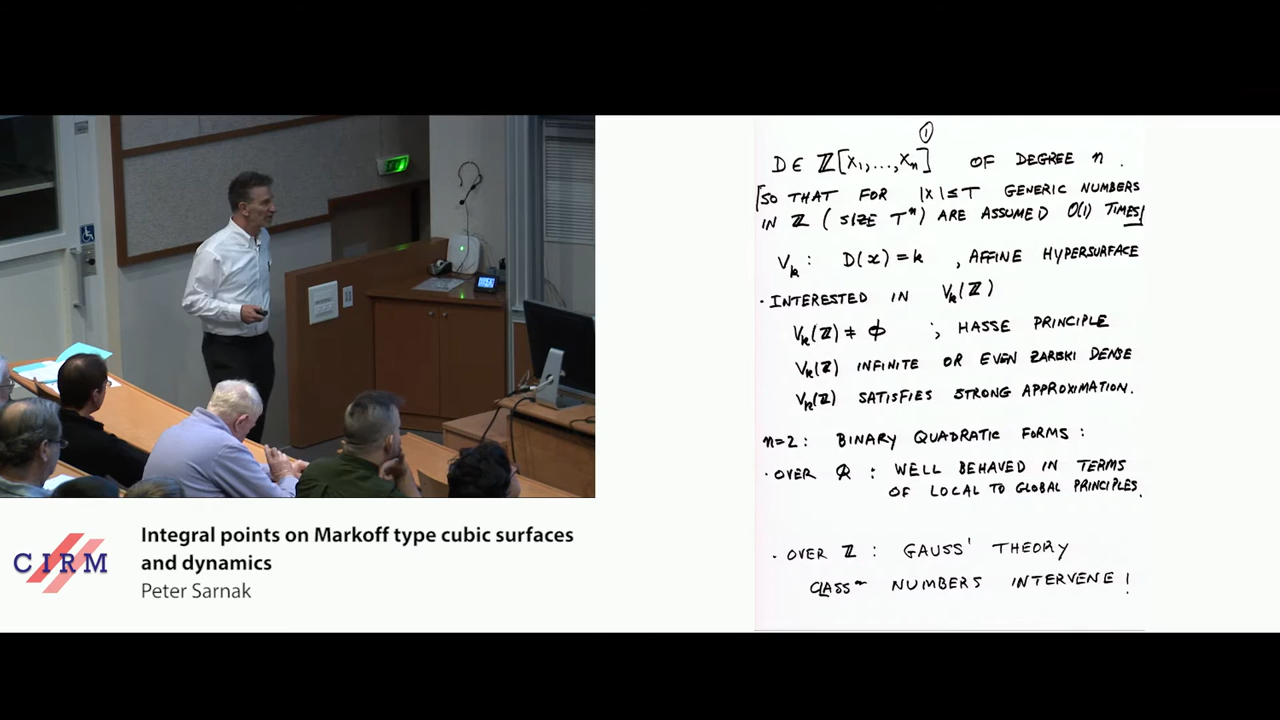 ①
D ∈ ℤ[x₁,...,xₙ] OF DEGREE n.
[SO THAT FOR |x| ≤ T GENERIC NUMBERS
IN ℤ (SIZE Tⁿ) ARE ASSUMED O(1) TIMES]
Vₖ : D(x) = k , AFFINE HYPERSURFACE
· INTERESTED IN Vₖ(ℤ)
Vₖ(ℤ) ≠ ϕ ; HASSE PRINCIPLE
Vₖ(ℤ) INFINITE OR EVEN ZARSKI DENSE
Vₖ(ℤ) SATISFIES STRONG APPROXIMATION.
n=2 : BINARY QUADRATIC FORMS :
· OVER ℚ : WELL BEHAVED IN TERMS
OF LOCAL TO GLOBAL PRINCIPLES.
· OVER ℤ : GAUSS' THEORY
CLASS - NUMBERS INTERVENE !
CIRM
Integral points on Markoff type cubic surfaces
and dynamics
Peter Sarnak